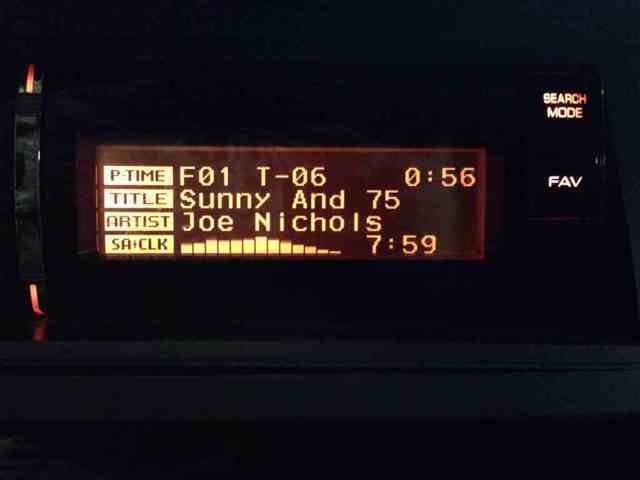 SEARCH
MODE
P-TIME F01 T-06 0:56
TITLE Sunny And 75
ARTIST Joe Nichols
SA+CLK 7:59
FAV